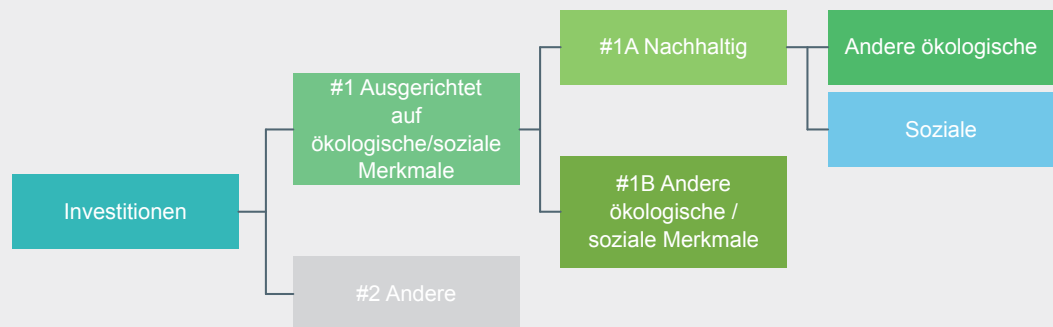 Investitionen
#1 Ausgerichtet
auf
ökologische/soziale
Merkmale
#2 Andere
#1A Nachhaltig
#1B Andere
ökologische /
soziale Merkmale
Andere ökologische
Soziale